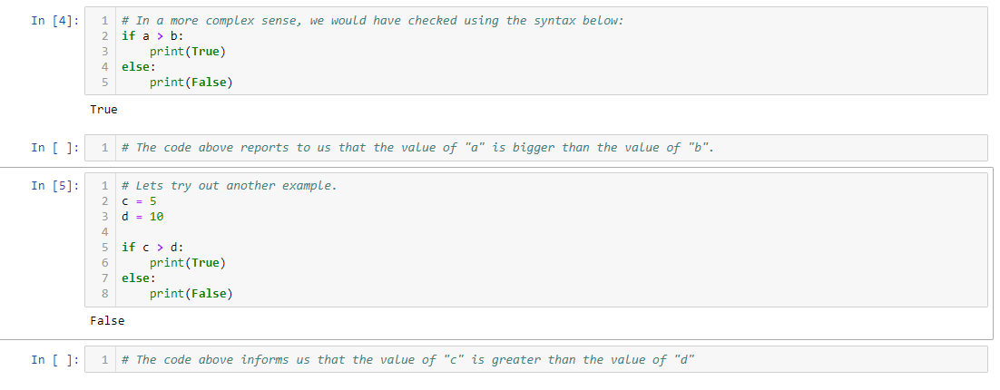 In [4]: 1 # In a more complex sense, we would have checked using the syntax below:
2 if a > b:
3     print(True)
4 else:
5     print(False)
True
In [ ]: 1 # The code above reports to us that the value of "a" is bigger than the value of "b".
In [5]: 1 # Lets try out another example.
2 c = 5
3 d = 10
4
5 if c > d:
6     print(True)
7 else:
8     print(False)
False
In [ ]: 1 # The code above informs us that the value of "c" is greater than the value of "d"